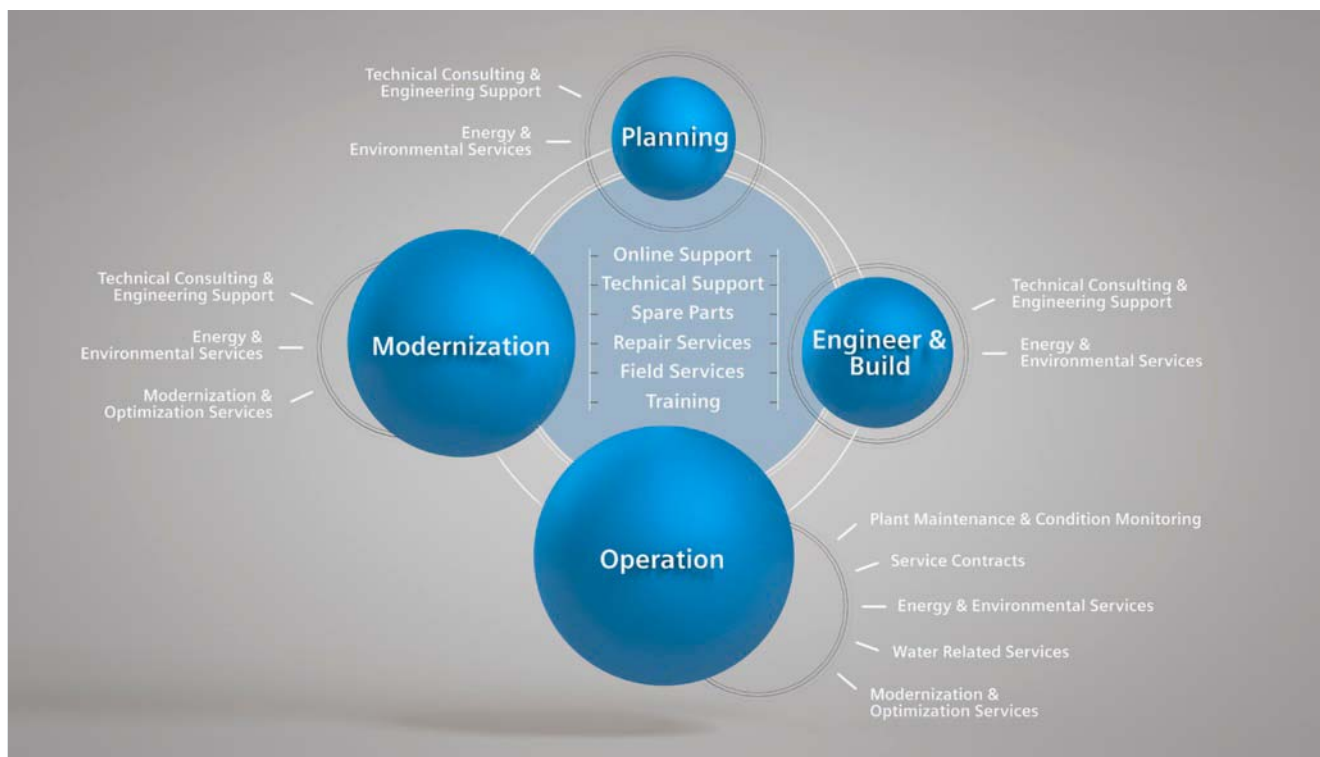 Technical Consulting &
Engineering Support
Energy &
Environmental Services
Planning
Technical Consulting &
Engineering Support
Energy &
Environmental Services
Modernization &
Optimization Services
Modernization
Online Support
Technical Support
Spare Parts
Repair Services
Field Services
Training
Engineer &
Build
Technical Consulting &
Engineering Support
Energy &
Environmental Services
Operation
Plant Maintenance & Condition Monitoring
Service Contracts
Energy & Environmental Services
Water Related Services
Modernization &
Optimization Services